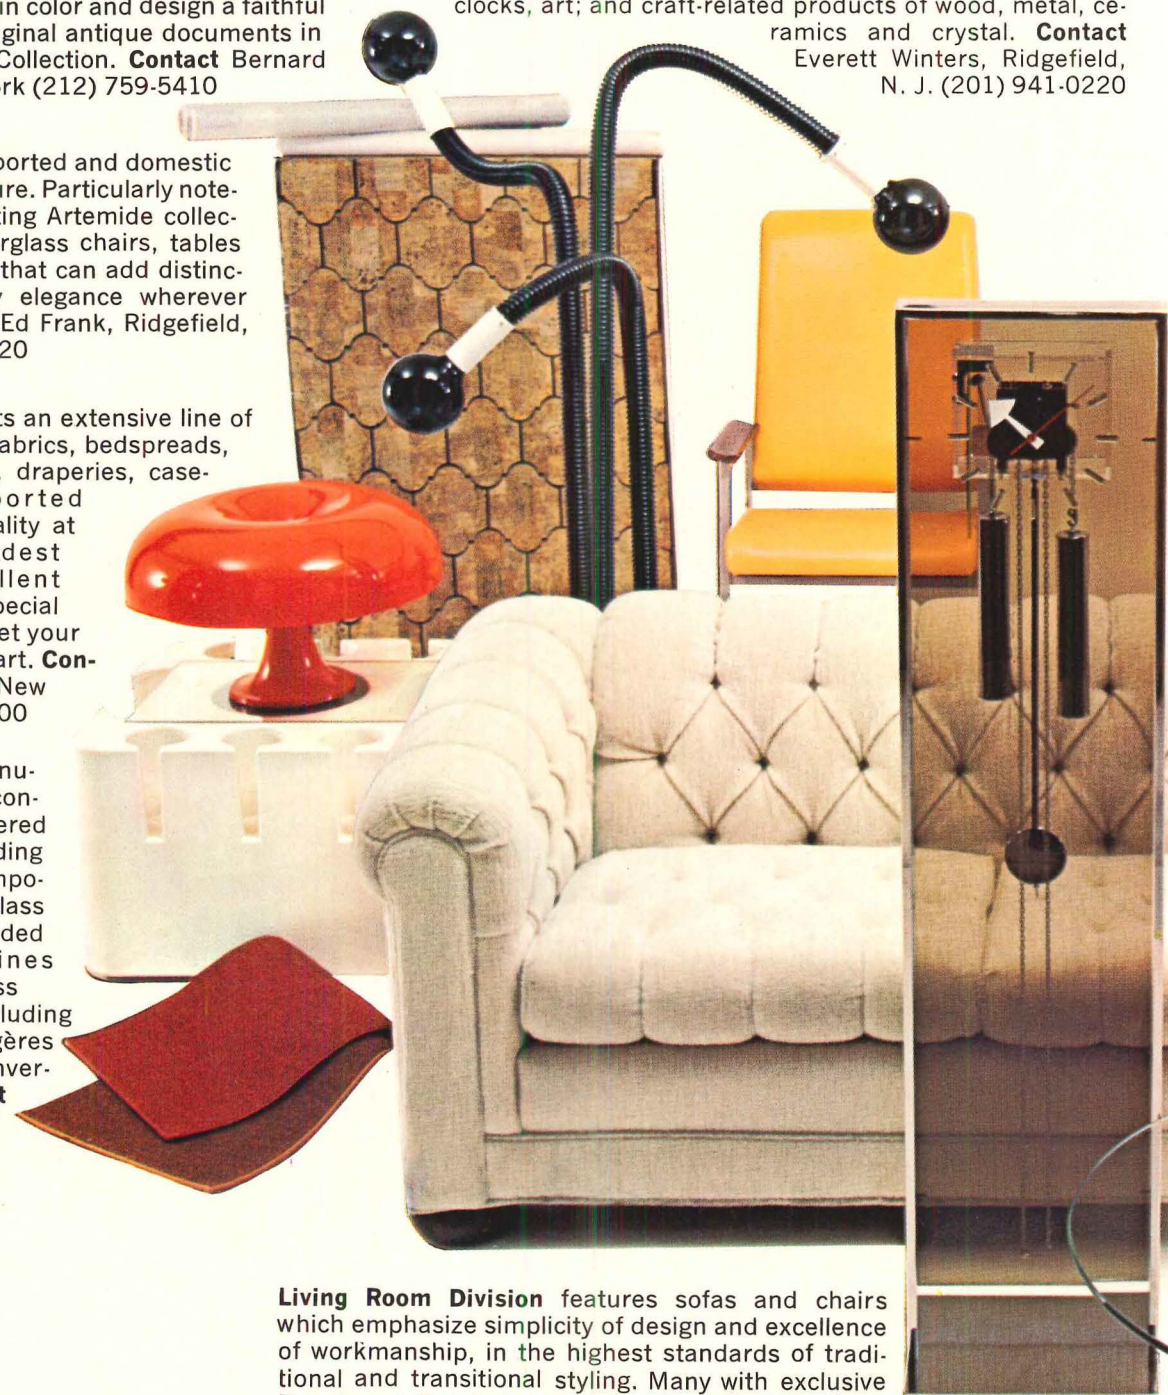 in color and design a faithful
ginal antique documents in
Collection. Contact Bernard
rk (212) 759-5410
clocks, art; and craft-related products of wood, metal, ce-
ramics and crystal. Contact
Everett Winters, Ridgefield,
N. J. (201) 941-0220
ported and domestic
ure. Particularly note-
ting Artemide collec-
rglass chairs, tables
that can add distinc-
y elegance wherever
Ed Frank, Ridgefield,
20
ts an extensive line of
abrics, bedspreads,
, draperies, case-
ported
ality at
dest
llent
pecial
et your
art. Con-
New
00
nu-
con-
ered
ding
mpo-
lass
ded
ines
ss
luding
gères
nver-
t
Living Room Division features sofas and chairs
which emphasize simplicity of design and excellence
of workmanship, in the highest standards of tradi-
tional and transitional styling. Many with exclusive